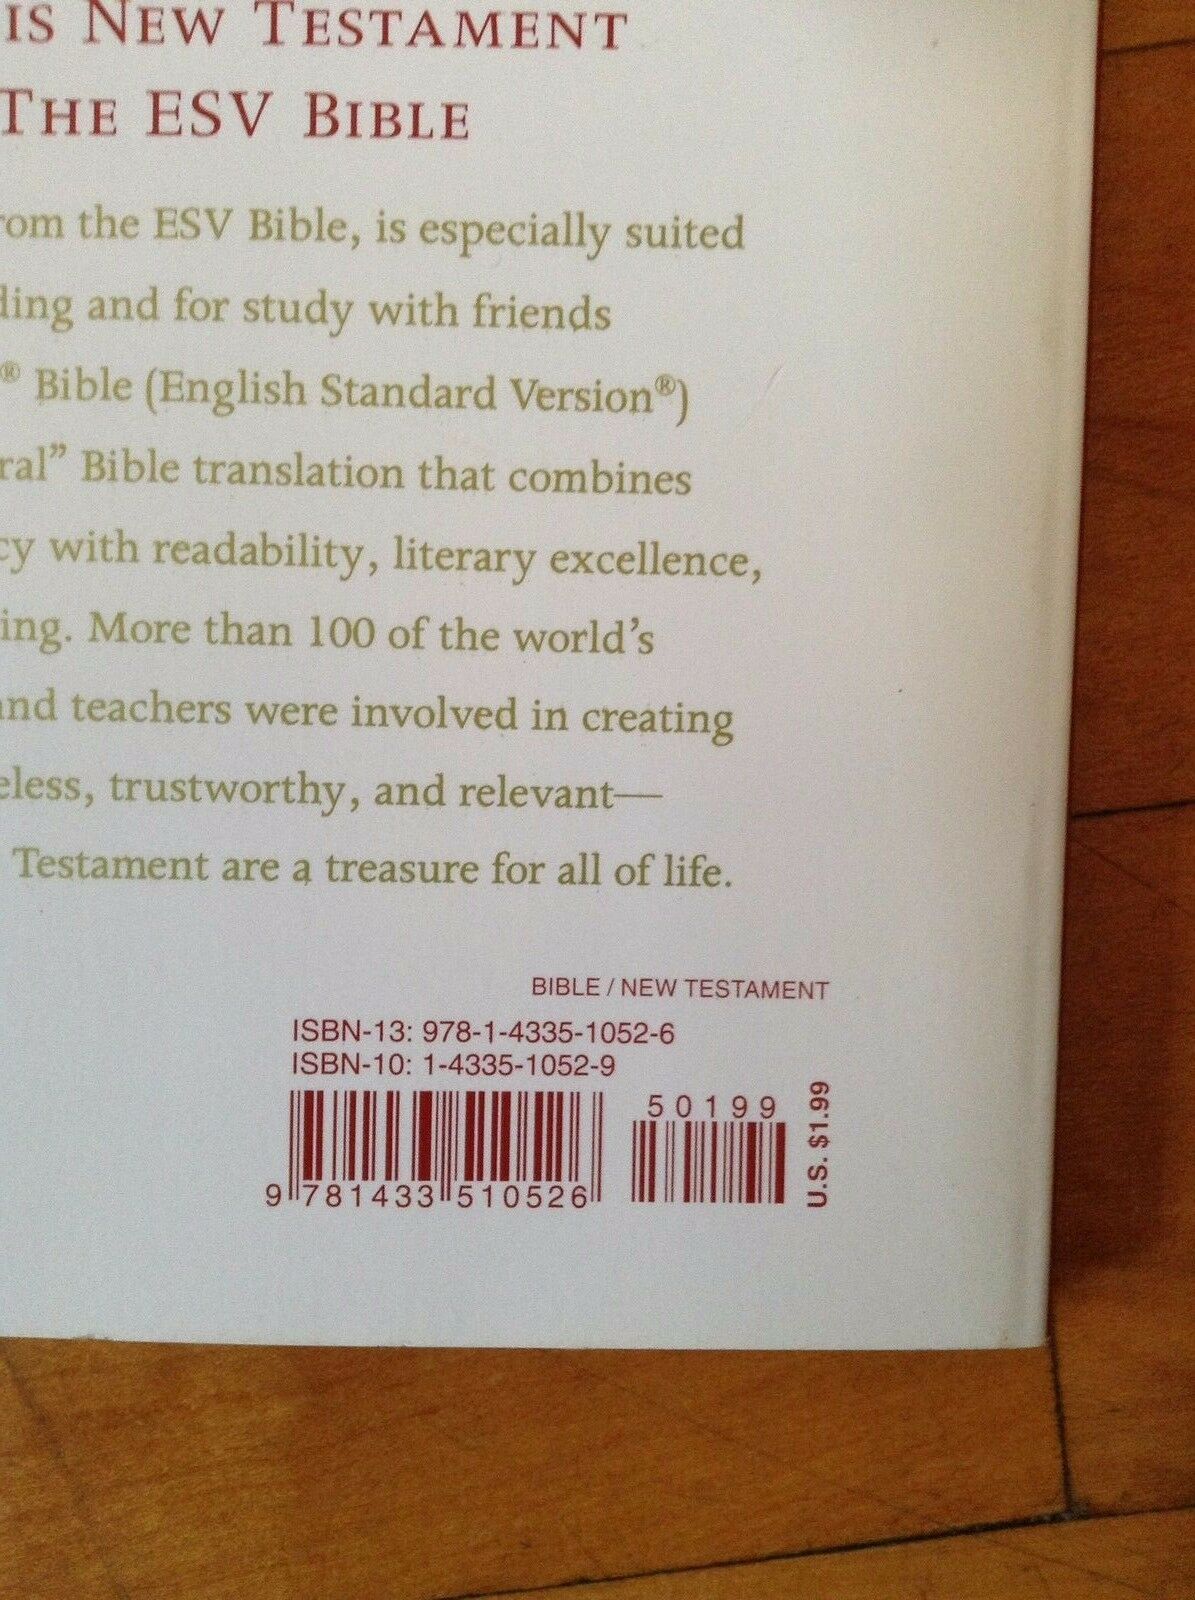 IS NEW TESTAMENT
THE ESV BIBLE
rom the ESV Bible, is especially suited
ding and for study with friends
® Bible (English Standard Version®)
ral” Bible translation that combines
cy with readability, literary excellence,
ing. More than 100 of the world’s
and teachers were involved in creating
eless, trustworthy, and relevant—
Testament are a treasure for all of life.
BIBLE / NEW TESTAMENT
ISBN-13: 978-1-4335-1052-6
ISBN-10: 1-4335-1052-9
50199
U.S. $1.99
9 781433 510526